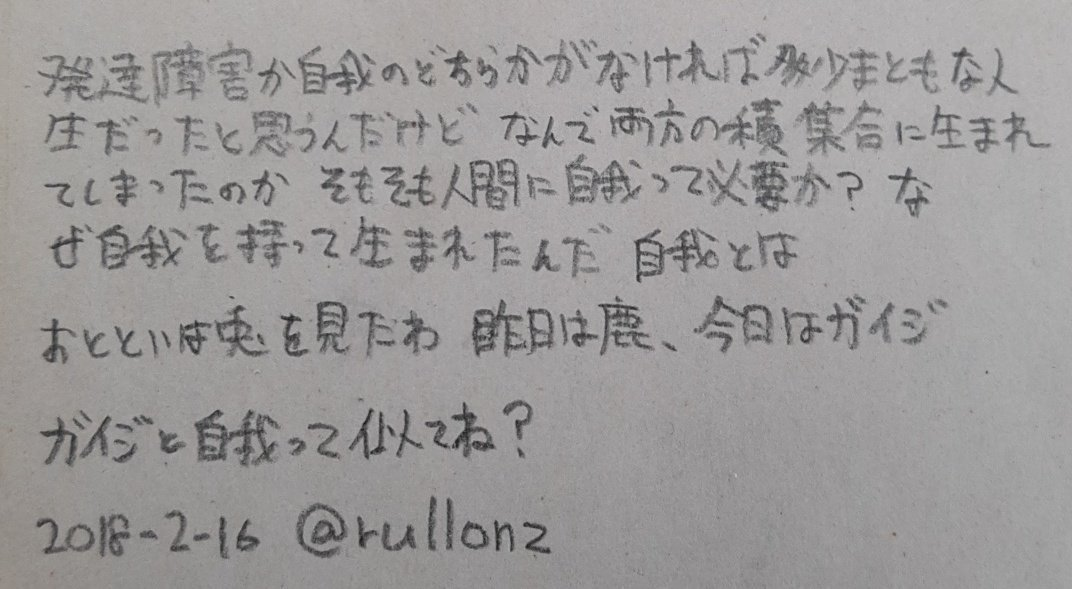 発達障害か自我のどちらかがなければ多少まともな人
生だったと思うんだけど なんで両方の積集合に生まれ
てしまったのか そもそも人間に自我って必要か? な
ぜ自我を持って生まれたんだ 自我とは
おとといは兎を見たわ 昨日は鹿、今日はガイジ
ガイジと自我って似てね?
2018-2-16 @rullonz